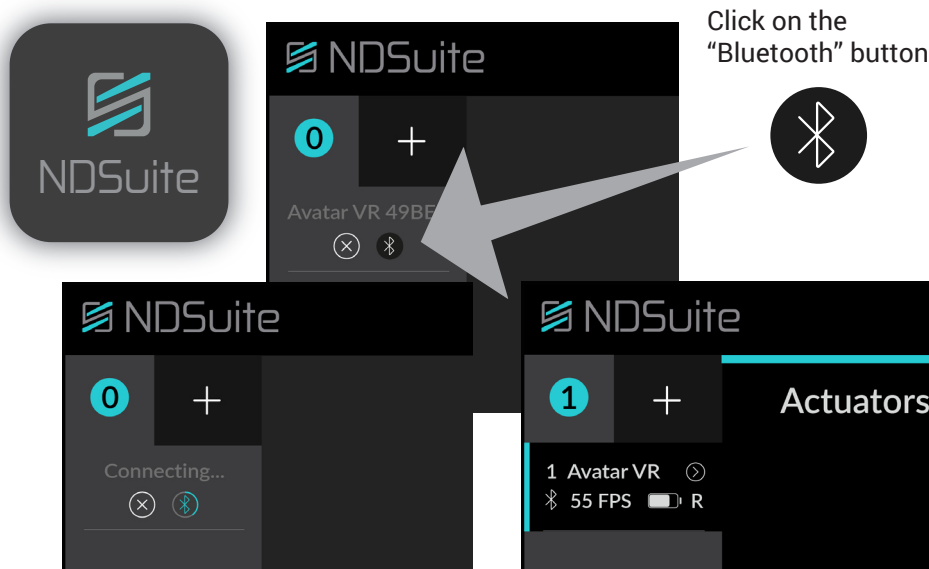 NDSuite
NDSuite
0
+
Avatar VR 49BE
Click on the
“Bluetooth” button
NDSuite
0
+
Connecting...
NDSuite
1
+
Actuators
1 Avatar VR
55 FPS R